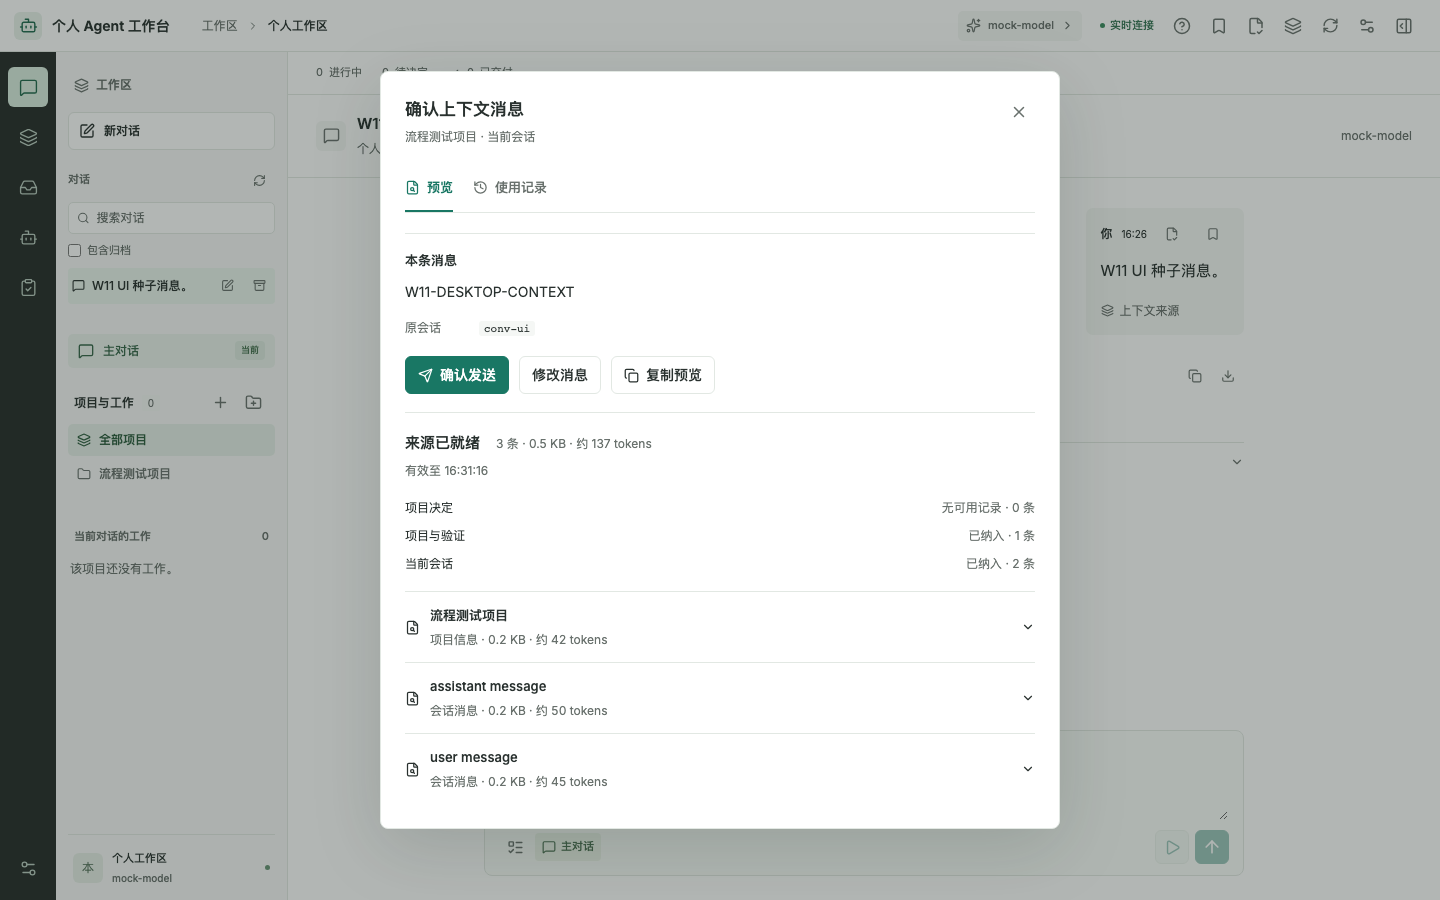 个人 Agent 工作台
工作区 > 个人工作区
mock-model >
实时连接
工作区
新对话
对话
搜索对话
包含归档
W11 UI 种子消息。
主对话
当前
项目与工作 0
全部项目
流程测试项目
当前对话的工作 0
该项目还没有工作。
本
个人工作区
mock-model
0 进行中
W1
个人
mock-model
你 16:26
W11 UI 种子消息。
上下文来源
主对话
确认上下文消息
流程测试项目 · 当前会话
预览
使用记录
本条消息
W11-DESKTOP-CONTEXT
原会话 conv-ui
确认发送
修改消息
复制预览
来源已就绪 3 条 · 0.5 KB · 约 137 tokens
有效至 16:31:16
项目决定 无可用记录 · 0 条
项目与验证 已纳入 · 1 条
当前会话 已纳入 · 2 条
流程测试项目
项目信息 · 0.2 KB · 约 42 tokens
assistant message
会话消息 · 0.2 KB · 约 50 tokens
user message
会话消息 · 0.2 KB · 约 45 tokens